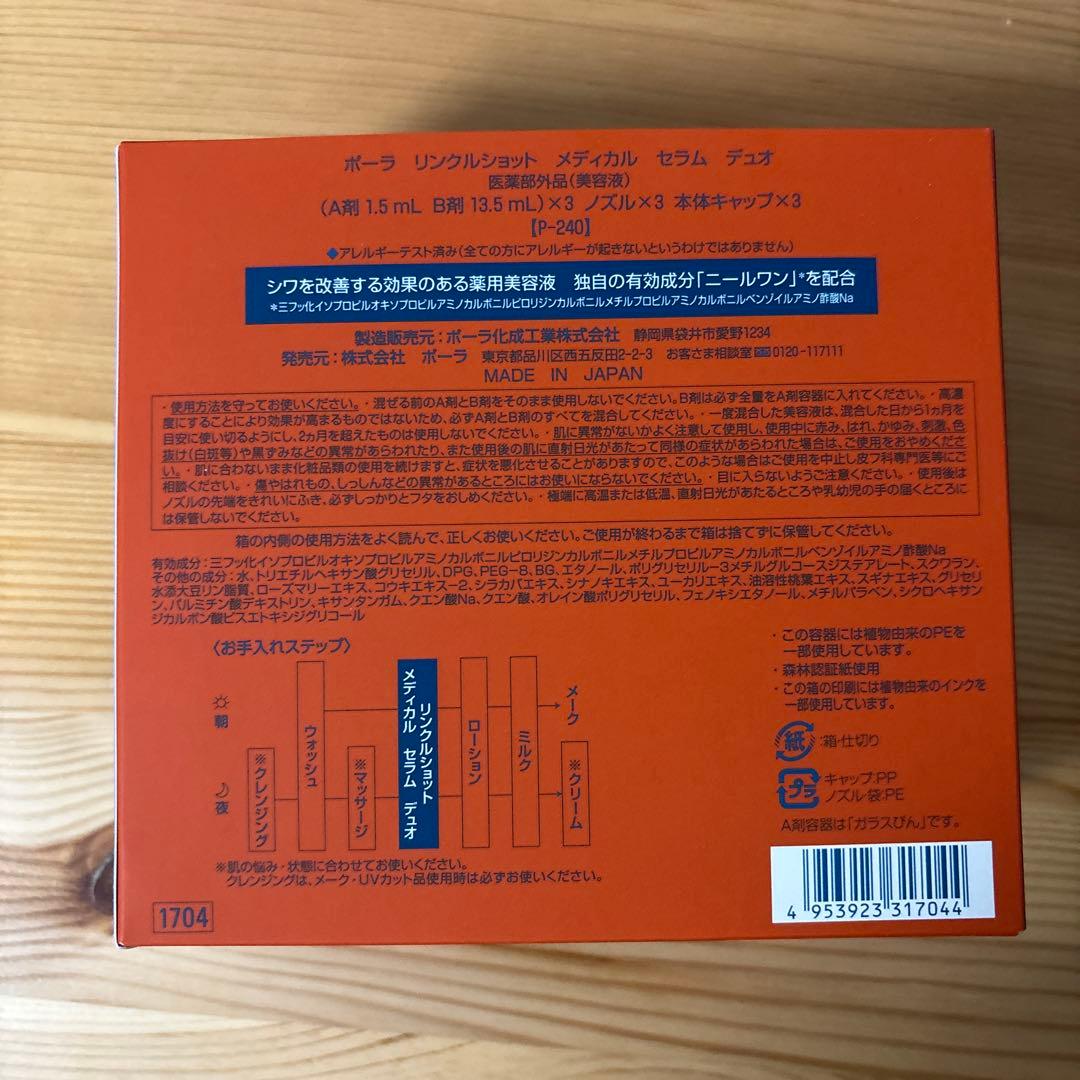 ポーラ　リンクルショット　メディカル　セラム　デュオ
医薬部外品(美容液)
(A剤 1.5 mL　B剤 13.5 mL)×3　ノズル×3　本体キャップ×3
【P-240】
◆アレルギーテスト済み(全ての方にアレルギーが起きないというわけではありません)
シワを改善する効果のある薬用美容液　独自の有効成分「ニールワン」*を配合
*三フッ化イソプロピルオキソプロピルアミノカルボニルピロリジンカルボニルメチルプロピルアミノカルボニルベンゾイルアミノ酢酸Na
製造販売元：ポーラ化成工業株式会社　静岡県袋井市愛野1234
発売元：株式会社　ポーラ　東京都品川区西五反田2-2-3　お客さま相談室 0120-117111
MADE IN JAPAN
・使用方法を守ってお使いください。・混ぜる前のA剤とB剤をそのまま使用しないでください。B剤は必ず全量をA剤容器に入れてください。・高濃
度にすることにより効果が高まるものではないため、必ずA剤とB剤のすべてを混合してください。・一度混合した美容液は、混合した日から1ヵ月を
目安に使い切るようにし、2ヵ月を超えたものは使用しないでください。・肌に異常がないかよく注意して使用し、使用中に赤み、はれ、かゆみ、刺激、色
抜け(白斑等)や黒ずみなどの異常があらわれたり、また使用後の肌に直射日光があたって同様の症状があらわれた場合は、ご使用をおやめくださ
い。・肌に合わないまま化粧品類の使用を続けますと、症状を悪化させることがありますので、このような場合はご使用を中止し皮フ科専門医等にご
相談ください。・傷やはれもの、しっしんなどの異常があるところにはお使いにならないでください。・目に入らないようご注意ください。・使用後は
ノズルの先端をきれいにふき、必ずしっかりとフタをおしめください。・極端に高温または低温、直射日光があたるところや乳幼児の手の届くところに
は保管しないでください。
箱の内側の使用方法をよく読んで、正しくお使いください。ご使用が終わるまで箱は捨てずに保管してください。
有効成分：三フッ化イソプロピルオキソプロピルアミノカルボニルピロリジンカルボニルメチルプロピルアミノカルボニルベンゾイルアミノ酢酸Na
その他の成分：水、トリエチルヘキサン酸グリセリル、DPG、PEG-8、BG、エタノール、ポリグリセリル-3メチルグルコースジステアレート、スクワラン、
水添大豆リン脂質、ローズマリーエキス、コウキエキス-2、シラカバエキス、シナノキエキス、ユーカリエキス、油溶性桃葉エキス、スギナエキス、グリセリ
ン、パルミチン酸デキストリン、キサンタンガム、クエン酸Na、クエン酸、オレイン酸ポリグリセリル、フェノキシエタノール、メチルパラベン、シクロヘキサン
ジカルボン酸ビスエトキシジグリコール
〈お手入れステップ〉
朝
夜
※クレンジング
ウォッシュ
※マッサージ
リンクルショット
メディカル　セラム　デュオ
ローション
ミルク
メーク
※クリーム
※肌の悩み・状態に合わせてお使いください。
クレンジングは、メーク・UVカット品使用時は必ずお使いください。
・この容器には植物由来のPEを
一部使用しています。
・森林認証紙使用
・この箱の印刷には植物由来のインクを
一部使用しています。
紙 :箱・仕切り
プラ キャップ:PP
ノズル袋:PE
A剤容器は「ガラスびん」です。
1704
4 953923 317044